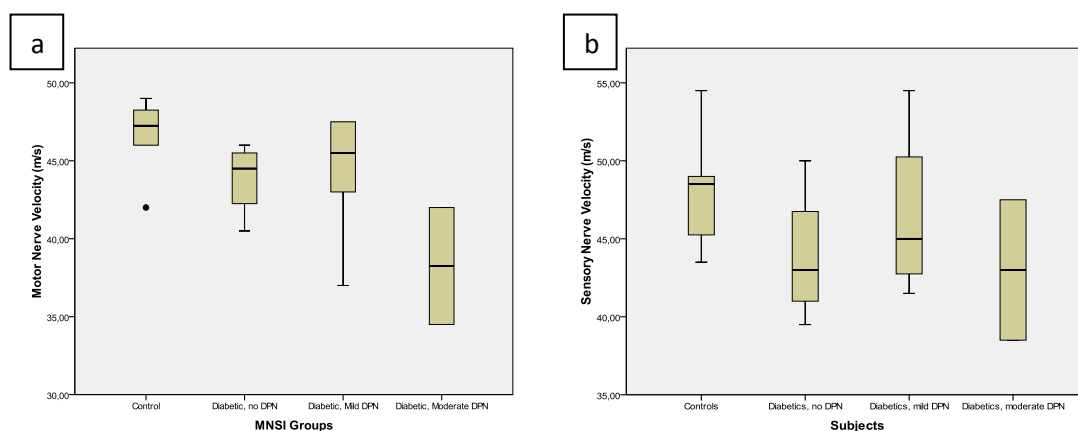 a
Motor Nerve Velocity (m/s)
50,00
45,00
40,00
35,00
30,00
Control
Diabetic, no DPN
Diabetic, Mild DPN
Diabetic, Moderate DPN
MNSI Groups
b
Sensory Nerve Velocity (m/s)
55,00
50,00
45,00
40,00
35,00
Controls
Diabetics, no DPN
Diabetics, mild DPN
Diabetics, moderate DPN
Subjects